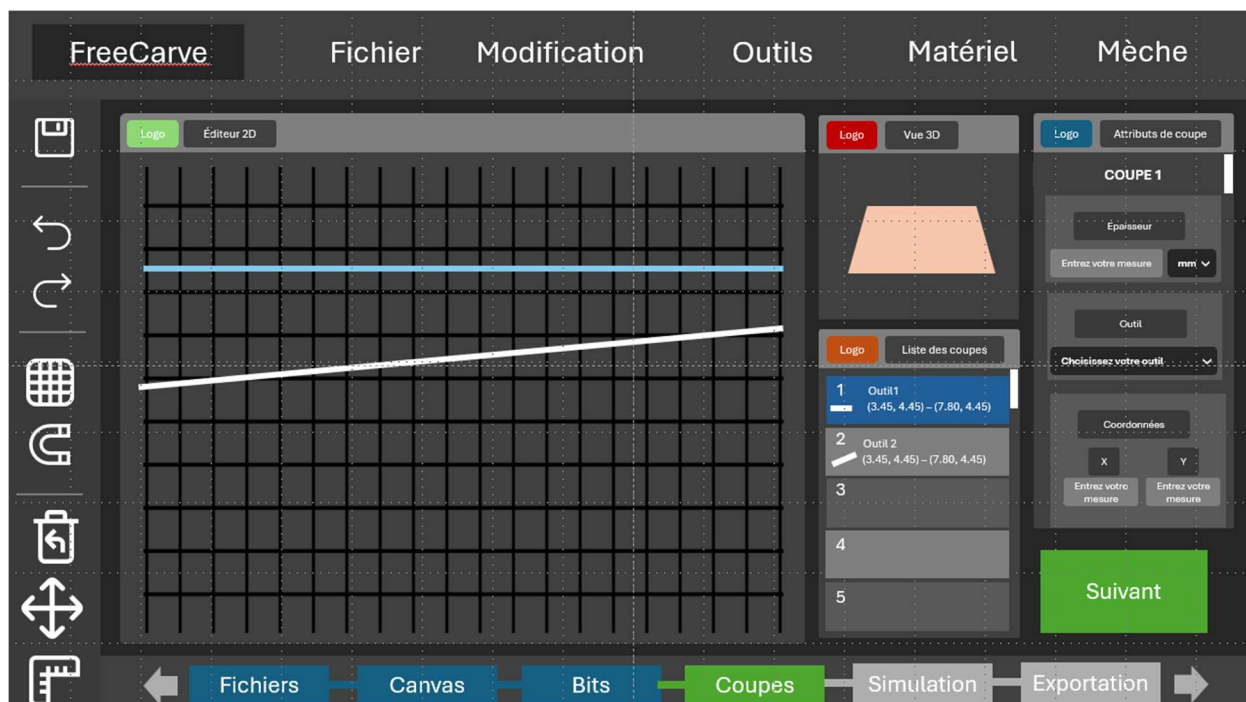 FreeCarve
Fichier
Modification
Outils
Matériel
Mèche
Logo
Éditeur 2D
Logo
Vue 3D
Logo
Attributs de coupe
COUPE 1
Épaisseur
Entrez votre mesure
mm
Outil
Choisissez votre outil
Coordonnées
X
Y
Entrez votre
mesure
Entrez votre
mesure
Logo
Liste des coupes
1
Outil1
(3.45, 4.45) – (7.80, 4.45)
2
Outil 2
(3.45, 4.45) – (7.80, 4.45)
3
4
5
Suivant
Fichiers
Canvas
Bits
Coupes
Simulation
Exportation